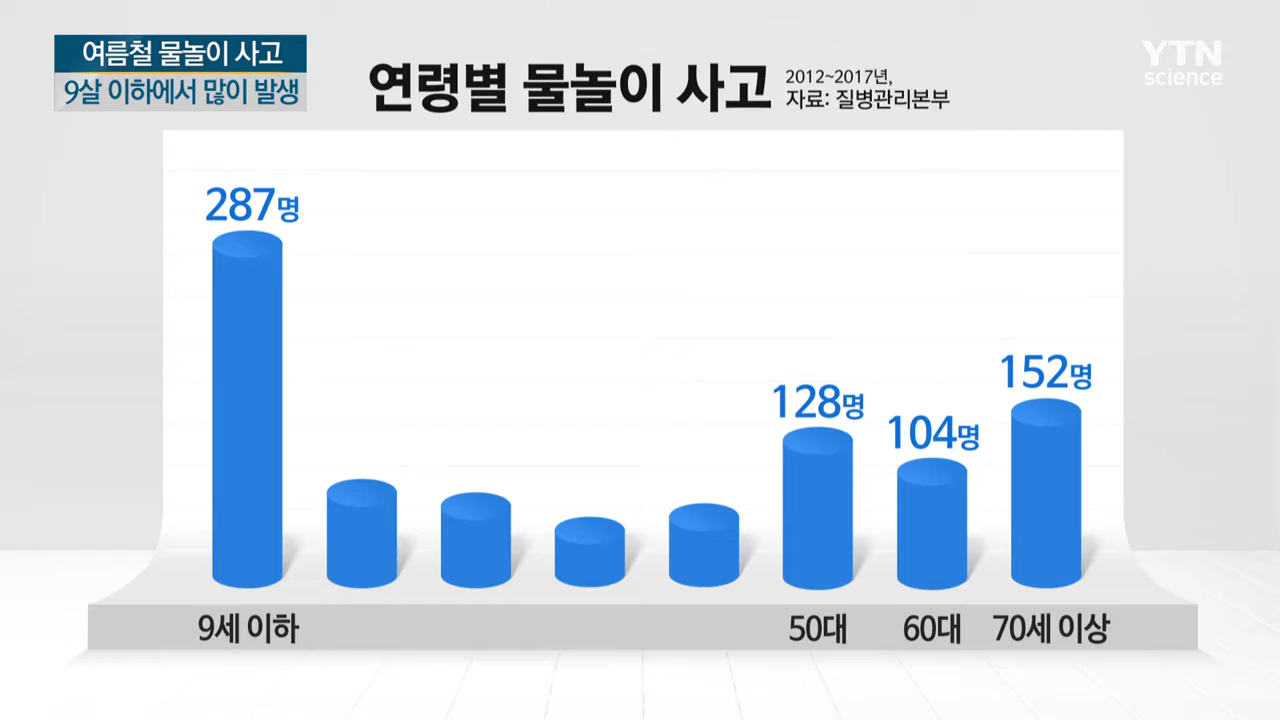 여름철 물놀이 사고
9살 이하에서 많이 발생
연령별 물놀이 사고
2012~2017년,
자료: 질병관리본부
YTN
science
287명
128명
104명
152명
9세 이하
50대
60대
70세 이상